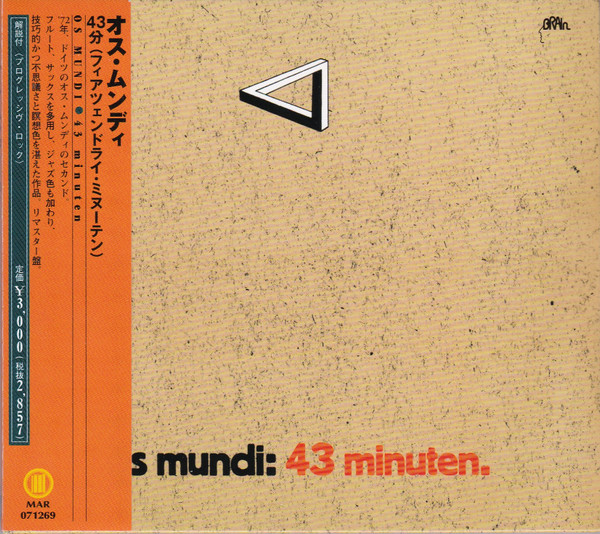 オス・ムンディ
43分(フィアツェンドライ・ミヌーテン)
OS MUNDI ● 43 minuten
'72年、ドイツのオス・ムンディのセカンド。
フルート、サックスを多用し、ジャズ色も加わり、
技巧的かつ不思議さと瞑想色を湛えた作品。リマスター盤。
解説付〈プログレッシヴ・ロック〉
定価¥3,000(税抜2,857)
MAR
071269
BRAIN
s mundi: 43 minuten.